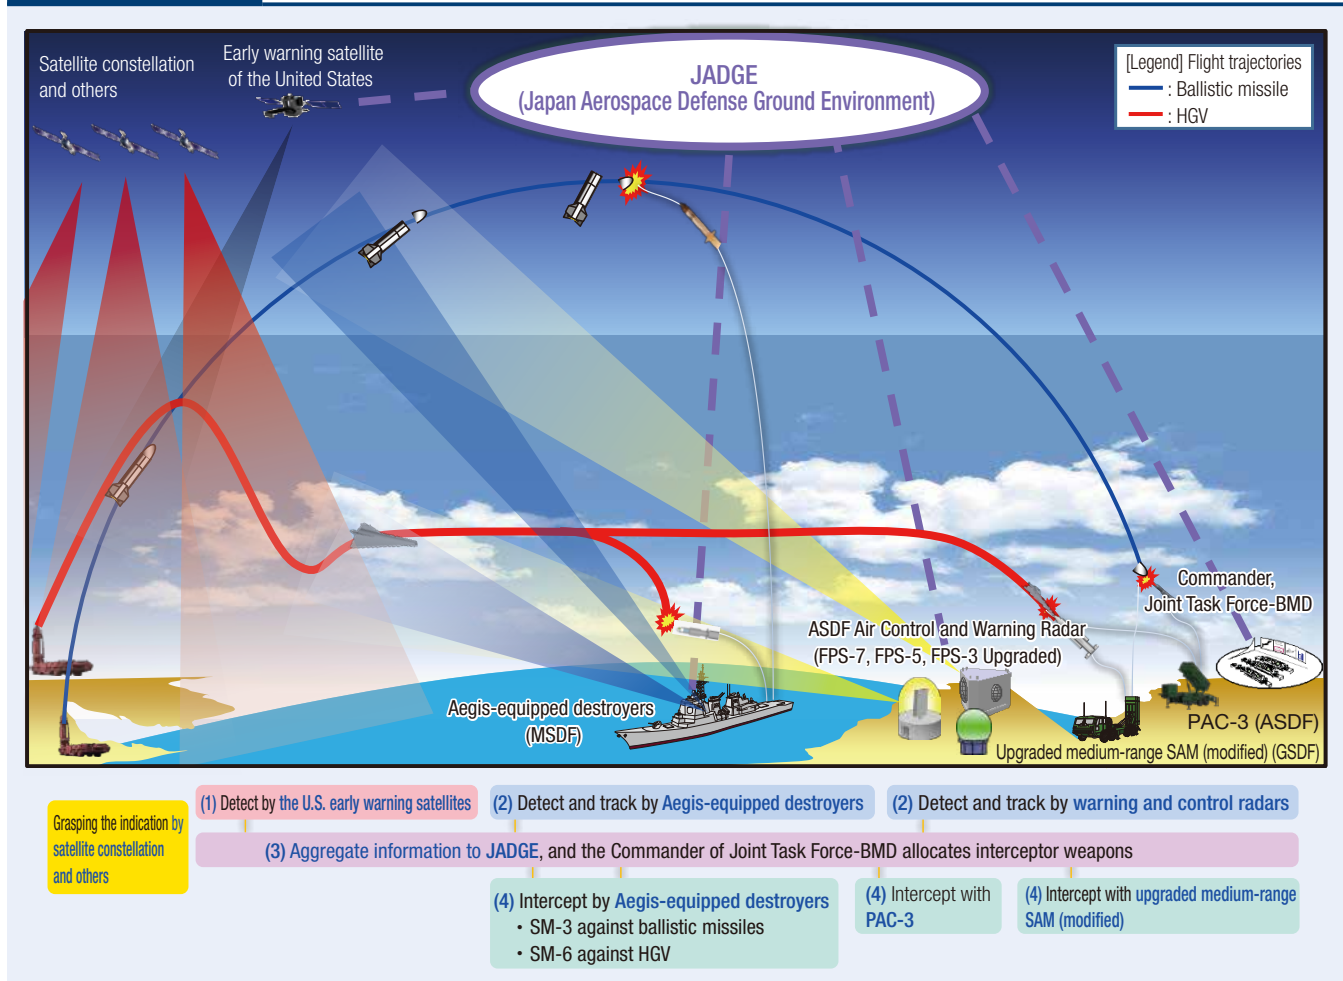 Satellite constellation
and others
Early warning satellite
of the United States
JADGE
(Japan Aerospace Defense Ground Environment)
[Legend] Flight trajectories
: Ballistic missile
: HGV
Commander,
Joint Task Force-BMD
ASDF Air Control and Warning Radar
(FPS-7, FPS-5, FPS-3 Upgraded)
Aegis-equipped destroyers
(MSDF)
PAC-3 (ASDF)
Upgraded medium-range SAM (modified) (GSDF)
Grasping the indication by
satellite constellation
and others
(1) Detect by the U.S. early warning satellites
(2) Detect and track by Aegis-equipped destroyers
(2) Detect and track by warning and control radars
(3) Aggregate information to JADGE, and the Commander of Joint Task Force-BMD allocates interceptor weapons
(4) Intercept by Aegis-equipped destroyers
・SM-3 against ballistic missiles
・SM-6 against HGV
(4) Intercept with
PAC-3
(4) Intercept with upgraded medium-range
SAM (modified)